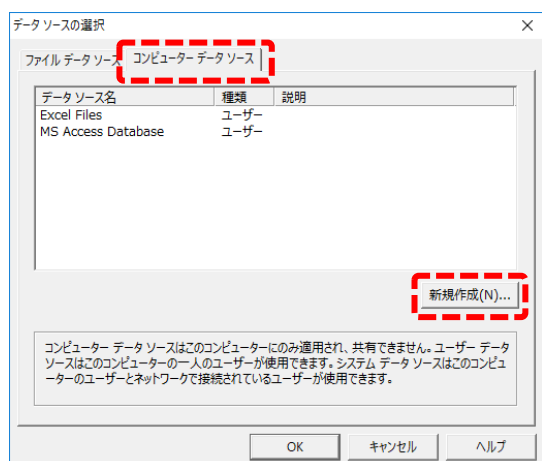 データ ソースの選択
ファイル データ ソース コンピューター データ ソース
データ ソース名 種類 説明
Excel Files ユーザー
MS Access Database ユーザー
新規作成(N)...
コンピューター データ ソースはこのコンピューターにのみ適用され、共有できません。ユーザー データ
ソースはこのコンピューターの一人のユーザーが使用できます。システム データ ソースはこのコンピュ
ーターのユーザーとネットワークで接続されているユーザーが使用できます。
OK キャンセル ヘルプ